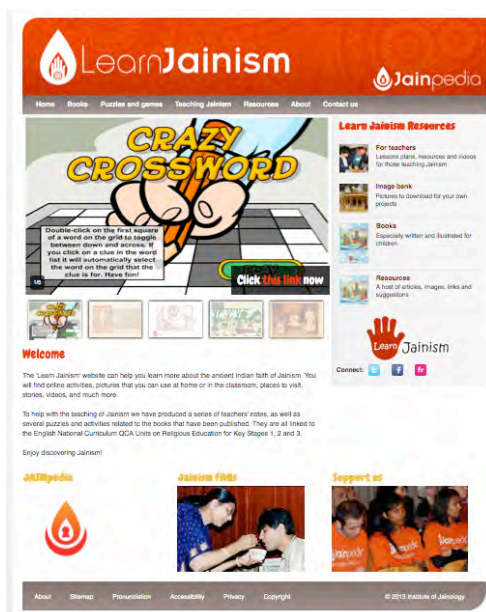 LearnJainism
Jainpedia
Home Books Puzzles and games Teaching Jainism Resources About Contact us
CRAZY
CROSSWORD
Double-click on the first square
of a word on the grid to toggle
between down and across. If
you click on a clue in the word
list it will automatically select
the word on the grid that the
clue is for. Have fun!
1/5
Click this link now
Learn Jainism Resources
For teachers
Lessons plans, resources and videos
for those teaching Jainism
Image bank
Pictures to download for your own
projects
Books
Especially written and illustrated for
children
Resources
A host of articles, images, links and
suggestions
Learn Jainism
Connect:
Welcome
The 'Learn Jainism' website can help you learn more about the ancient Indian faith of Jainism. You
will find online activities, pictures that you can use at home or in the classroom, places to visit,
stories, videos, and much more.
To help with the teaching of Jainism we have produced a series of teachers' notes, as well as
several puzzles and activities related to the books that have been published. They are all linked to
the English National Curriculum QCA Units on Religious Education for Key Stages 1, 2 and 3.
Enjoy discovering Jainism!
JAINpedia
Jainism FAQs
Support us
About Sitemap Pronunciation Accessibility Privacy Copyright
© 2013 Institute of Jainology